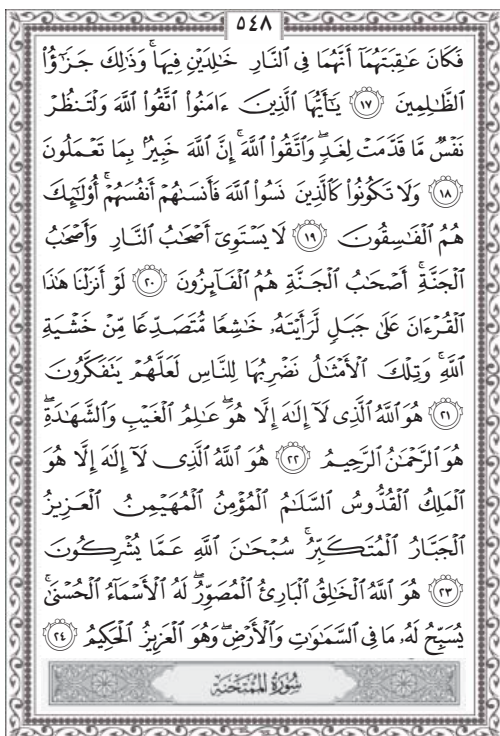 ٥٤٨
فَكَانَ عَٰقِبَتَهُمَآ أَنَّهُمَا فِى ٱلنَّارِ خَٰلِدَيْنِ فِيهَا ۚ وَذَٰلِكَ جَزَٰٓؤُا۟
ٱلظَّٰلِمِينَ ١٧ يَٰٓأَيُّهَا ٱلَّذِينَ ءَامَنُوا۟ ٱتَّقُوا۟ ٱللَّهَ وَلْتَنظُرْ
نَفْسٌ مَّا قَدَّمَتْ لِغَدٍ ۖ وَٱتَّقُوا۟ ٱللَّهَ ۚ إِنَّ ٱللَّهَ خَبِيرٌۢ بِمَا تَعْمَلُونَ
١٨ وَلَا تَكُونُوا۟ كَٱلَّذِينَ نَسُوا۟ ٱللَّهَ فَأَنسَىٰهُمْ أَنفُسَهُمْ ۚ أُو۟لَٰٓئِكَ
هُمُ ٱلْفَٰسِقُونَ ١٩ لَا يَسْتَوِىٓ أَصْحَٰبُ ٱلنَّارِ وَأَصْحَٰبُ
ٱلْجَنَّةِ ۚ أَصْحَٰبُ ٱلْجَنَّةِ هُمُ ٱلْفَآئِزُونَ ٢٠ لَوْ أَنزَلْنَا هَٰذَا
ٱلْقُرْءَانَ عَلَىٰ جَبَلٍ لَّرَأَيْتَهُۥ خَٰشِعًا مُّتَصَدِّعًا مِّنْ خَشْيَةِ
ٱللَّهِ ۚ وَتِلْكَ ٱلْأَمْثَٰلُ نَضْرِبُهَا لِلنَّاسِ لَعَلَّهُمْ يَتَفَكَّرُونَ
٢١ هُوَ ٱللَّهُ ٱلَّذِى لَآ إِلَٰهَ إِلَّا هُوَ ۖ عَٰلِمُ ٱلْغَيْبِ وَٱلشَّهَٰدَةِ ۖ
هُوَ ٱلرَّحْمَٰنُ ٱلرَّحِيمُ ٢٢ هُوَ ٱللَّهُ ٱلَّذِى لَآ إِلَٰهَ إِلَّا هُوَ
ٱلْمَلِكُ ٱلْقُدُّوسُ ٱلسَّلَٰمُ ٱلْمُؤْمِنُ ٱلْمُهَيْمِنُ ٱلْعَزِيزُ
ٱلْجَبَّارُ ٱلْمُتَكَبِّرُ ۚ سُبْحَٰنَ ٱللَّهِ عَمَّا يُشْرِكُونَ
٢٣ هُوَ ٱللَّهُ ٱلْخَٰلِقُ ٱلْبَارِئُ ٱلْمُصَوِّرُ ۖ لَهُ ٱلْأَسْمَآءُ ٱلْحُسْنَىٰ ۚ
يُسَبِّحُ لَهُۥ مَا فِى ٱلسَّمَٰوَٰتِ وَٱلْأَرْضِ ۖ وَهُوَ ٱلْعَزِيزُ ٱلْحَكِيمُ ٢٤
سُورَةُ الْمُمْتَحَنَةِ